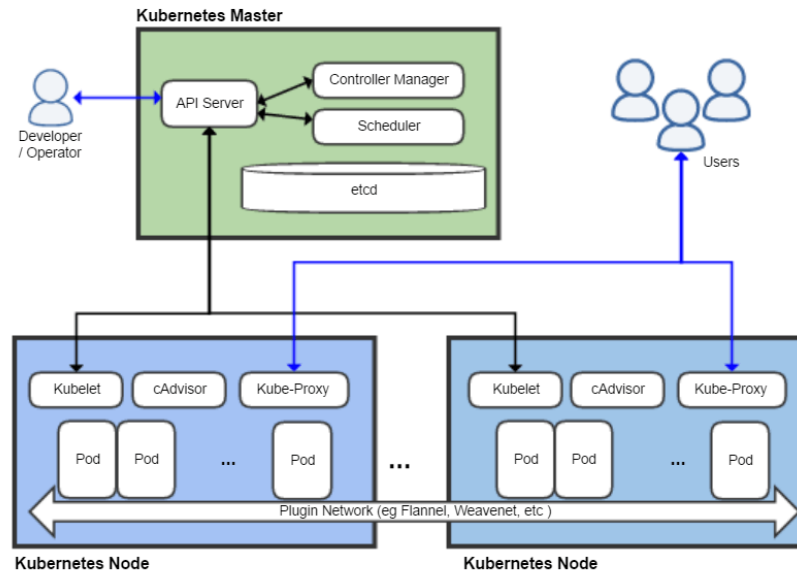 Kubernetes Master
API Server
Controller Manager
Scheduler
etcd
Developer
/ Operator
Users
Kubelet
cAdvisor
Kube-Proxy
Pod
Pod
...
Pod
...
Kubelet
cAdvisor
Kube-Proxy
Pod
Pod
...
Pod
Plugin Network (eg Flannel, Weavenet, etc )
Kubernetes Node
Kubernetes Node